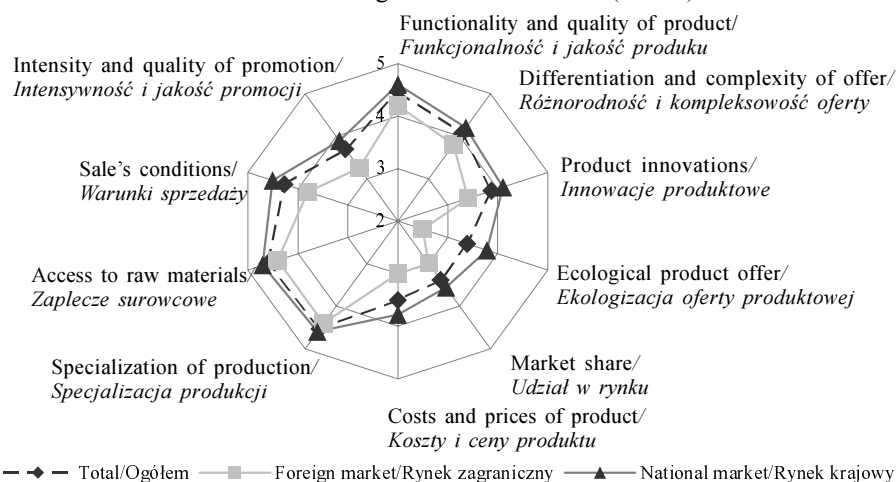 Functionality and quality of product/
Funkcjonalność i jakość produku
Intensity and quality of promotion/
Intensywność i jakość promocji
Differentiation and complexity of offer/
Różnorodność i kompleksowość oferty
5
4
3
2
Sale's conditions/
Warunki sprzedaży
Product innovations/
Innowacje produktowe
Access to raw materials/
Zaplecze surowcowe
Ecological product offer/
Ekologizacja oferty produktowej
Specialization of production/
Specjalizacja produkcji
Market share/
Udział w rynku
Costs and prices of product/
Koszty i ceny produktu
Total/Ogółem Foreign market/Rynek zagraniczny National market/Rynek krajowy